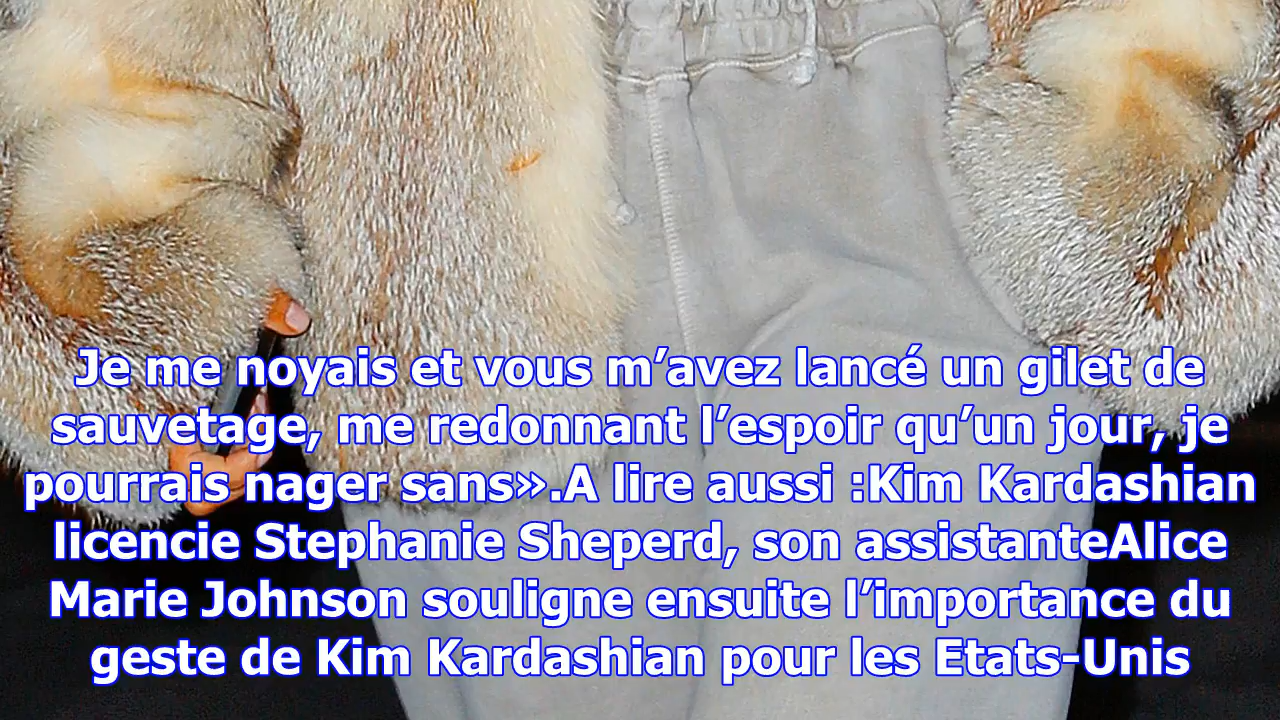 Je me noyais et vous m’avez lancé un gilet de
sauvetage, me redonnant l’espoir qu’un jour, je
pourrais nager sans».A lire aussi :Kim Kardashian
licencie Stephanie Sheperd, son assistanteAlice
Marie Johnson souligne ensuite l’importance du
geste de Kim Kardashian pour les Etats-Unis